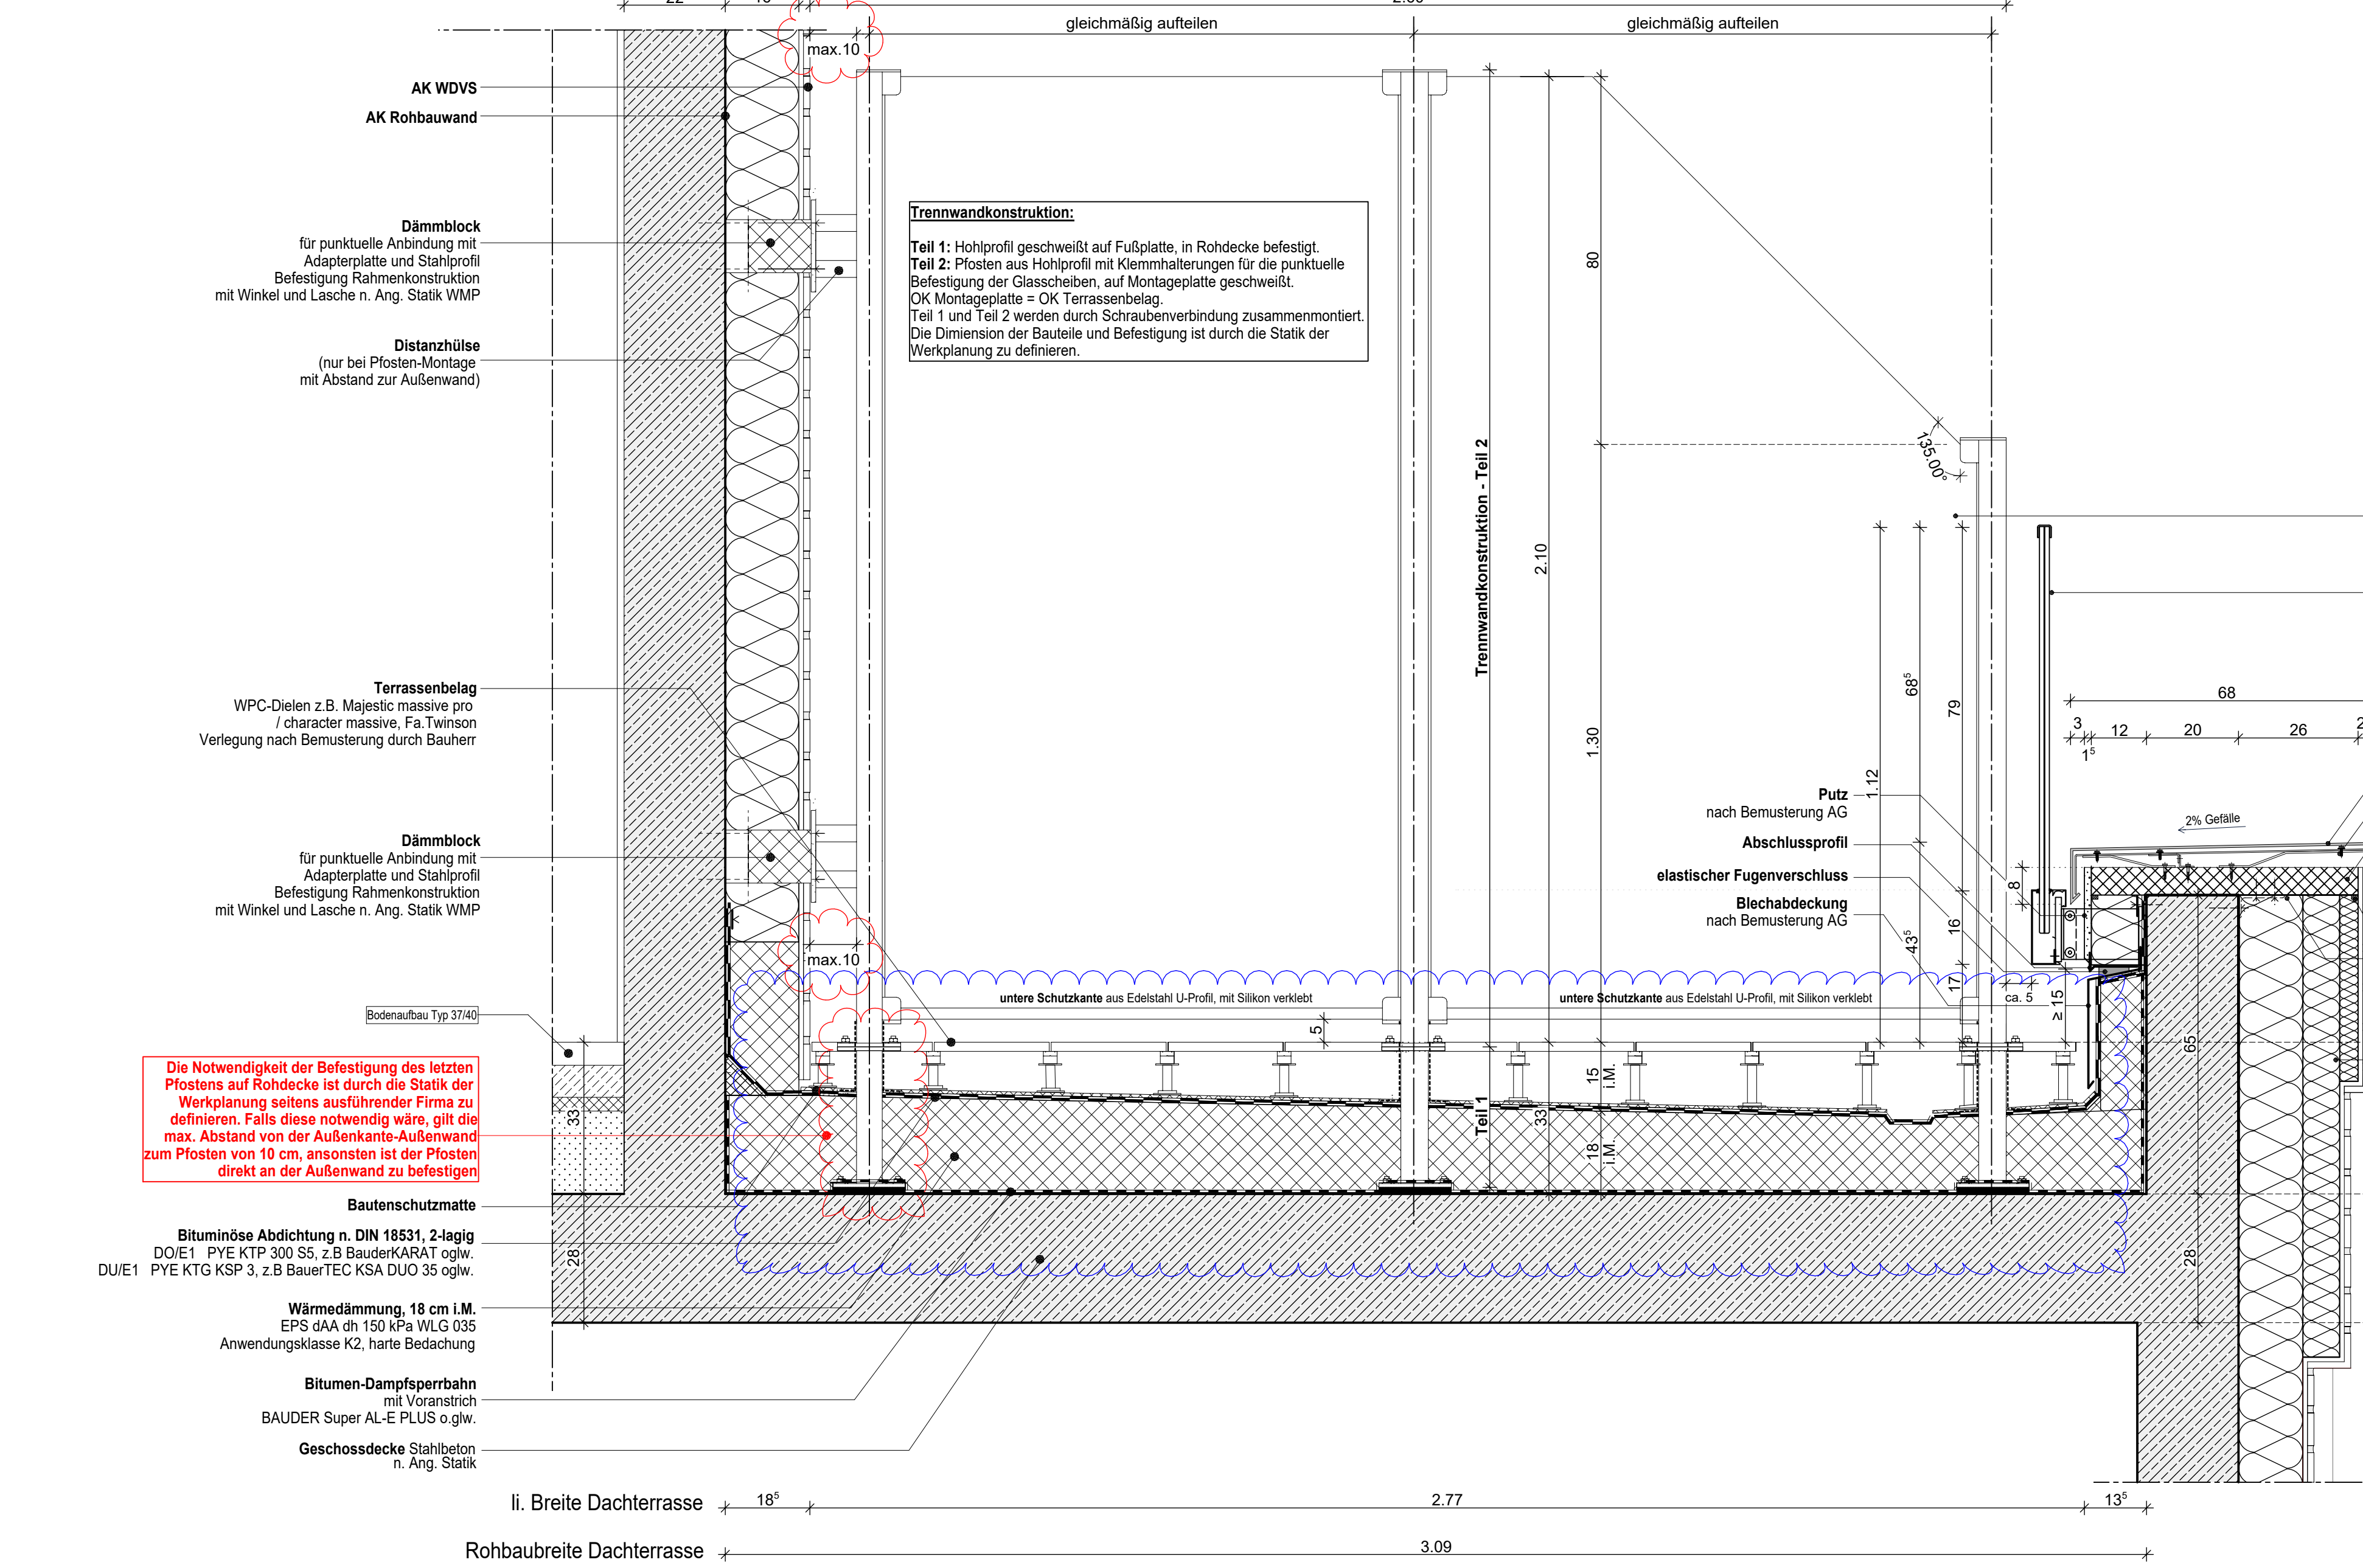 gleichmäßig aufteilen
gleichmäßig aufteilen
max.10
AK WDVS
AK Rohbauwand
Dämmblock
für punktuelle Anbindung mit
Adapterplatte und Stahlprofil
Befestigung Rahmenkonstruktion
mit Winkel und Lasche n. Ang. Statik WMP
Distanzhülse
(nur bei Pfosten-Montage
mit Abstand zur Außenwand)
Trennwandkonstruktion:
Teil 1: Hohlprofil geschweißt auf Fußplatte, in Rohdecke befestigt.
Teil 2: Pfosten aus Hohlprofil mit Klemmhalterungen für die punktuelle
Befestigung der Glasscheiben, auf Montageplatte geschweißt.
OK Montageplatte = OK Terrassenbelag.
Teil 1 und Teil 2 werden durch Schraubenverbindung zusammenmontiert.
Die Dimiension der Bauteile und Befestigung ist durch die Statik der
Werkplanung zu definieren.
80
135.00°
Trennwandkonstruktion - Teil 2
2.10
1.30
68⁵
79
1.12
68
3
12
20
26
1⁵
2% Gefälle
Terrassenbelag
WPC-Dielen z.B. Majestic massive pro
/ character massive, Fa.Twinson
Verlegung nach Bemusterung durch Bauherr
Putz
nach Bemusterung AG
Abschlussprofil
elastischer Fugenverschluss
Blechabdeckung
nach Bemusterung AG
8
16
43⁵
17
ca. 5
≥ 15
65
Dämmblock
für punktuelle Anbindung mit
Adapterplatte und Stahlprofil
Befestigung Rahmenkonstruktion
mit Winkel und Lasche n. Ang. Statik WMP
max.10
untere Schutzkante aus Edelstahl U-Profil, mit Silikon verklebt
untere Schutzkante aus Edelstahl U-Profil, mit Silikon verklebt
5
Bodenaufbau Typ 37/40
Die Notwendigkeit der Befestigung des letzten
Pfostens auf Rohdecke ist durch die Statik der
Werkplanung seitens ausführender Firma zu
definieren. Falls diese notwendig wäre, gilt die
max. Abstand von der Außenkante-Außenwand
zum Pfosten von 10 cm, ansonsten ist der Pfosten
direkt an der Außenwand zu befestigen
33
Teil 1
33
15
i.M.
18
i.M.
28
28
Bautenschutzmatte
Bituminöse Abdichtung n. DIN 18531, 2-lagig
DO/E1 PYE KTP 300 S5, z.B BauderKARAT oglw.
DU/E1 PYE KTG KSP 3, z.B BauerTEC KSA DUO 35 oglw.
Wärmedämmung, 18 cm i.M.
EPS dAA dh 150 kPa WLG 035
Anwendungsklasse K2, harte Bedachung
Bitumen-Dampfsperrbahn
mit Voranstrich
BAUDER Super AL-E PLUS o.glw.
Geschossdecke Stahlbeton
n. Ang. Statik
li. Breite Dachterrasse
18⁵
2.77
13⁵
Rohbaubreite Dachterrasse
3.09